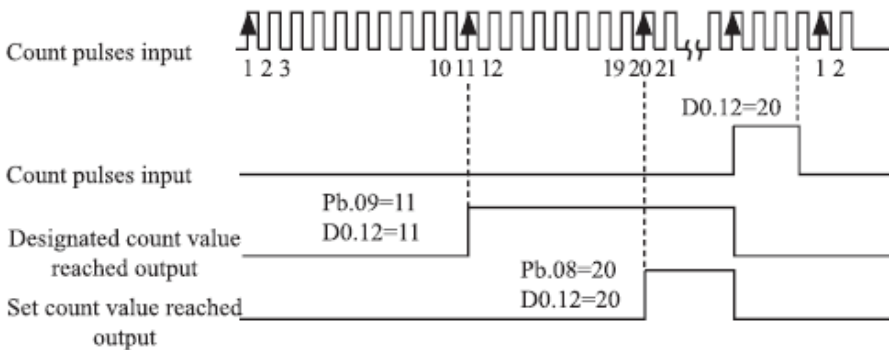 Count pulses input
1 2 3 10 11 12 19 20 21 1 2
D0.12=20
Count pulses input
Pb.09=11
D0.12=11
Designated count value
reached output
Pb.08=20
D0.12=20
Set count value reached
output